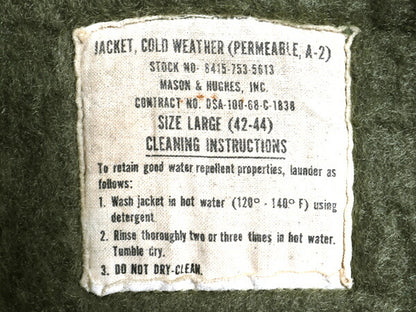 JACKET, COLD WEATHER (PERMEABLE, A-2)
STOCK NO- 8415-753-5613
MASON & HUGHES, INC.
CONTRACT NO. DSA-100-68-C-1838
SIZE LARGE (42-44)
CLEANING INSTRUCTIONS
To retain good water repellent properties, launder as
follows:
1. Wash jacket in hot water (120° - 140° F) using
detergent.
2. Rinse thoroughly two or three times in hot water.
Tumble dry.
3. DO NOT DRY-CLEAN.